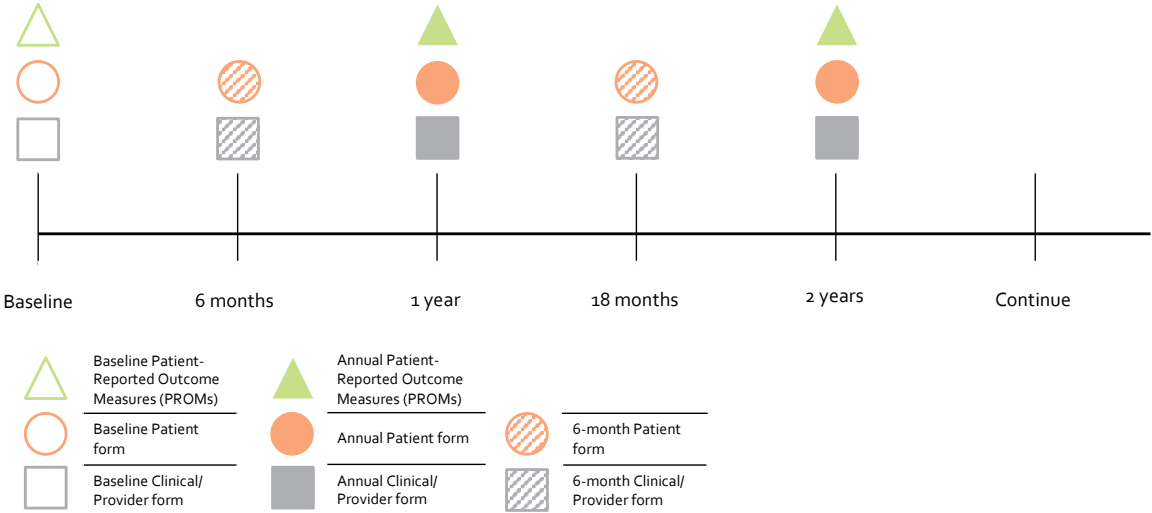 Baseline
6 months
1 year
18 months
2 years
Continue
Baseline Patient-
Reported Outcome
Measures (PROMs)
Annual Patient-
Reported Outcome
Measures (PROMs)
Baseline Patient
form
Annual Patient form
6-month Patient
form
Baseline Clinical/
Provider form
Annual Clinical/
Provider form
6-month Clinical/
Provider form